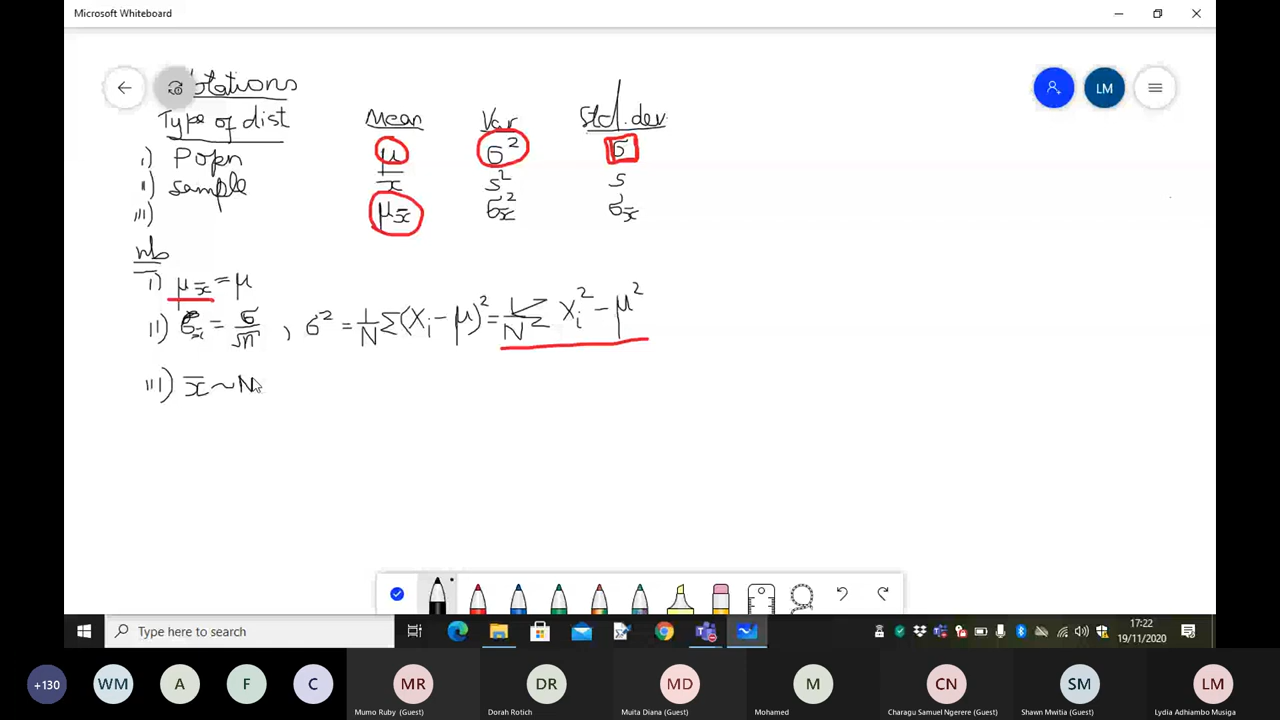 Microsoft Whiteboard
otations
LM
Type of dist Mean Var Std.dev
i) Popn μ σ²
σ
ii) sample x̄ s² s
iii) μx̄ σ²x̄ σx̄
nb
i) μx̄ = μ
ii) σx̄ = σ/√n , σ² = 1/N Σ(Xi − μ)² = 1/N Σ Xi² − μ²
iii) x̄ ~ N
Type here to search
17:22
19/11/2020
+130 WM A F C MR DR MD M CN SM LM
Mumo Ruby (Guest) Dorah Rotich Muita Diana (Guest) Mohamed Charagu Samuel Ngerere (Guest) Shawn Mwitia (Guest) Lydia Adhiambo Musiga